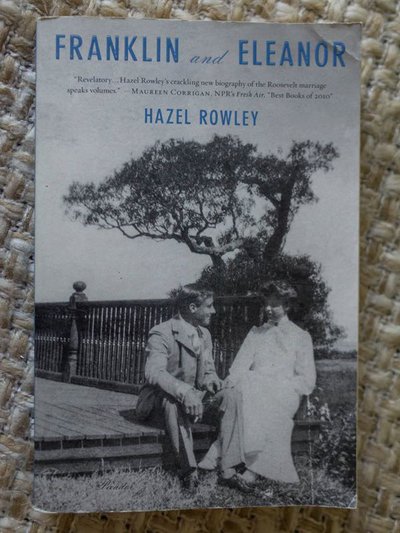 FRANKLIN and ELEANOR
"Revelatory. . .Hazel Rowley's crackling new biography of the Roosevelt marriage
speaks volumes." —MAUREEN CORRIGAN, NPR's Fresh Air, "Best Books of 2010"
HAZEL ROWLEY
Picador